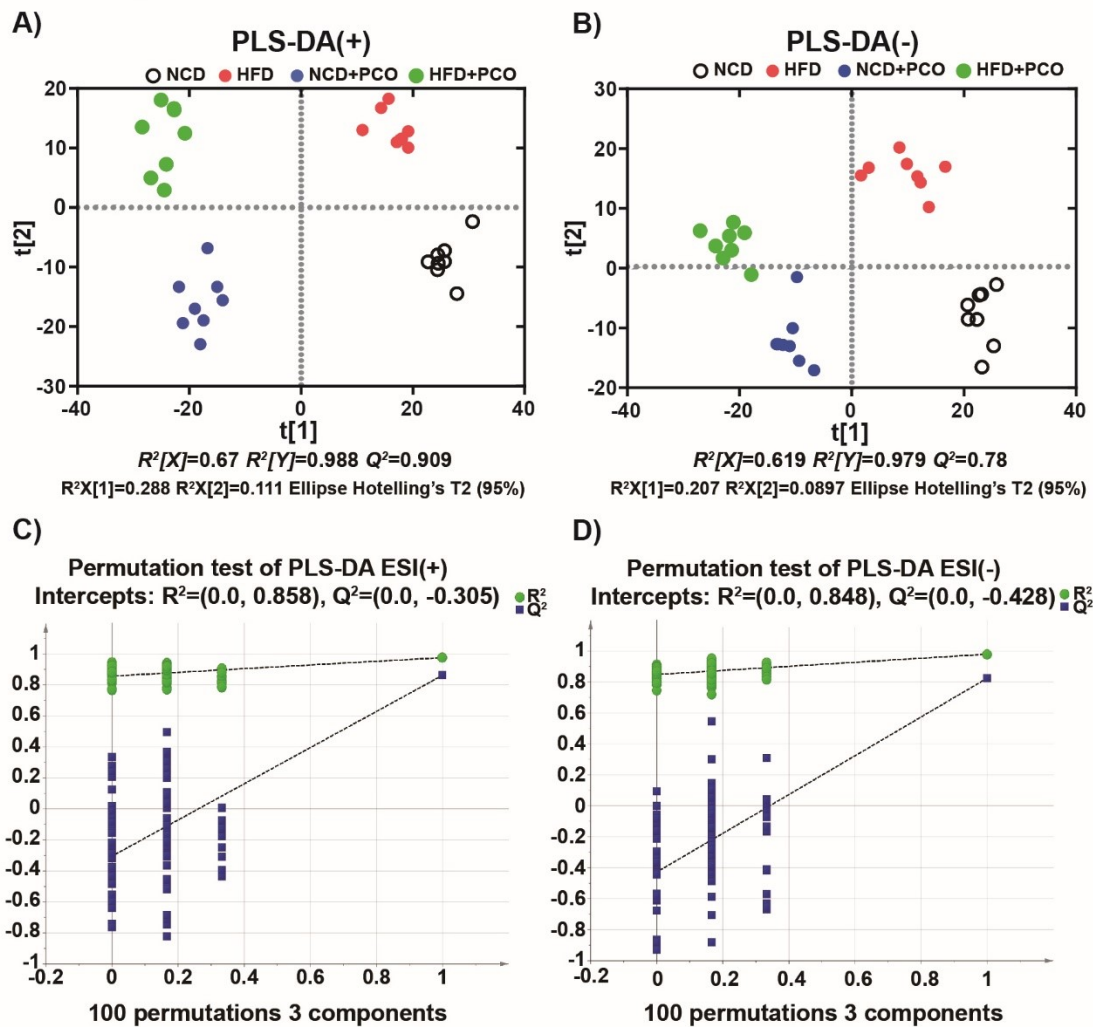 A)
PLS-DA(+)
NCD HFD NCD+PCO HFD+PCO
20
10
0
-10
-20
-30
t[2]
-40 -20 0 20 40
t[1]
R²[X]=0.67 R²[Y]=0.988 Q²=0.909
R²X[1]=0.288 R²X[2]=0.111 Ellipse Hotelling's T2 (95%)
B)
PLS-DA(-)
NCD HFD NCD+PCO HFD+PCO
30
20
10
0
-10
-20
t[2]
-40 -20 0 20 40
t[1]
R²[X]=0.619 R²[Y]=0.979 Q²=0.78
R²X[1]=0.207 R²X[2]=0.0897 Ellipse Hotelling's T2 (95%)
C)
Permutation test of PLS-DA ESI(+)
Intercepts: R²=(0.0, 0.858), Q²=(0.0, -0.305)
R²
Q²
1
0.8
0.6
0.4
0.2
0
-0.2
-0.4
-0.6
-0.8
-1
-0.2 0 0.2 0.4 0.6 0.8 1
100 permutations 3 components
D)
Permutation test of PLS-DA ESI(-)
Intercepts: R²=(0.0, 0.848), Q²=(0.0, -0.428)
R²
Q²
1
0.8
0.6
0.4
0.2
0
-0.2
-0.4
-0.6
-0.8
-1
-0.2 0 0.2 0.4 0.6 0.8 1
100 permutations 3 components